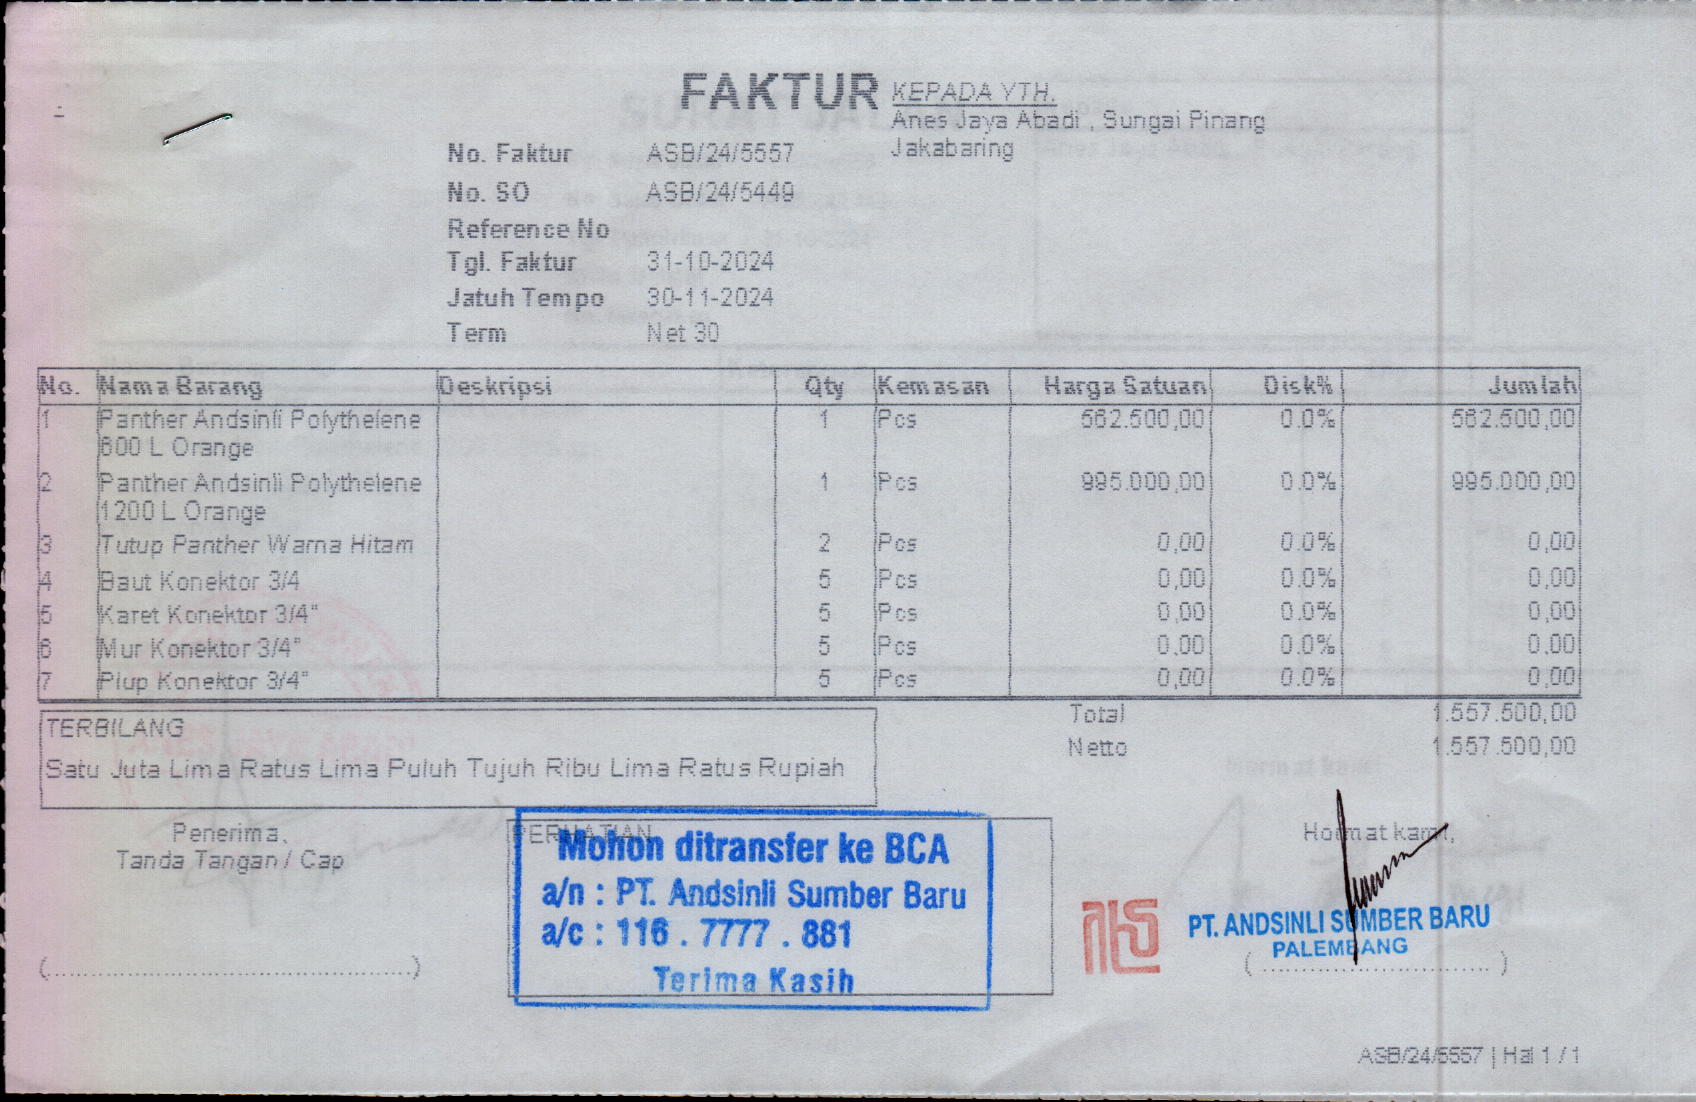 FAKTUR
KEPADA YTH.
Anes Jaya Abadi , Sungai Pinang
Jakabaring
No. Faktur ASB/24/5557
No. SO ASB/24/5449
Reference No
Tgl. Faktur 31-10-2024
Jatuh Tempo 30-11-2024
Term Net 30
No. Nama Barang Deskripsi Qty Kemasan Harga Satuan Disk% Jumlah
1 Panther Andsinli Polythelene 1 Pcs 562.500,00 0.0% 562.500,00
600 L Orange
2 Panther Andsinli Polythelene 1 Pcs 995.000,00 0.0% 995.000,00
1200 L Orange
3 Tutup Panther Warna Hitam 2 Pcs 0,00 0.0% 0,00
4 Baut Konektor 3/4 5 Pcs 0,00 0.0% 0,00
5 Karet Konektor 3/4" 5 Pcs 0,00 0.0% 0,00
6 Mur Konektor 3/4" 5 Pcs 0,00 0.0% 0,00
7 Plup Konektor 3/4" 5 Pcs 0,00 0.0% 0,00
Total 1.557.500,00
Netto 1.557.500,00
TERBILANG
Satu Juta Lima Ratus Lima Puluh Tujuh Ribu Lima Ratus Rupiah
Penerima,
Tanda Tangan / Cap
PERHATIAN
Mohon ditransfer ke BCA
a/n : PT. Andsinli Sumber Baru
a/c : 116 . 7777 . 881
Terima Kasih
Hormat kami,
PT. ANDSINLI SUMBER BARU
PALEMBANG
ASB/24/5557 | Hal 1 / 1